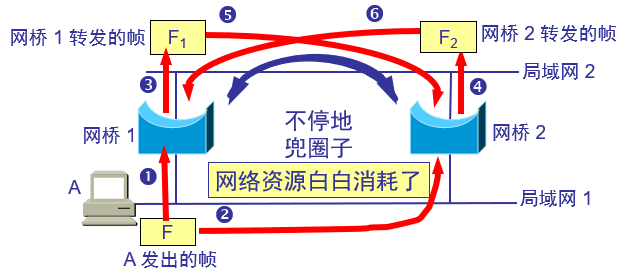 ❺
❻
网桥 1 转发的帧
F₁
F₂
网桥 2 转发的帧
局域网 2
❸
❹
网桥 1
不停地
兜圈子
网桥 2
❶
网络资源白白消耗了
A
局域网 1
❷
F
A 发出的帧